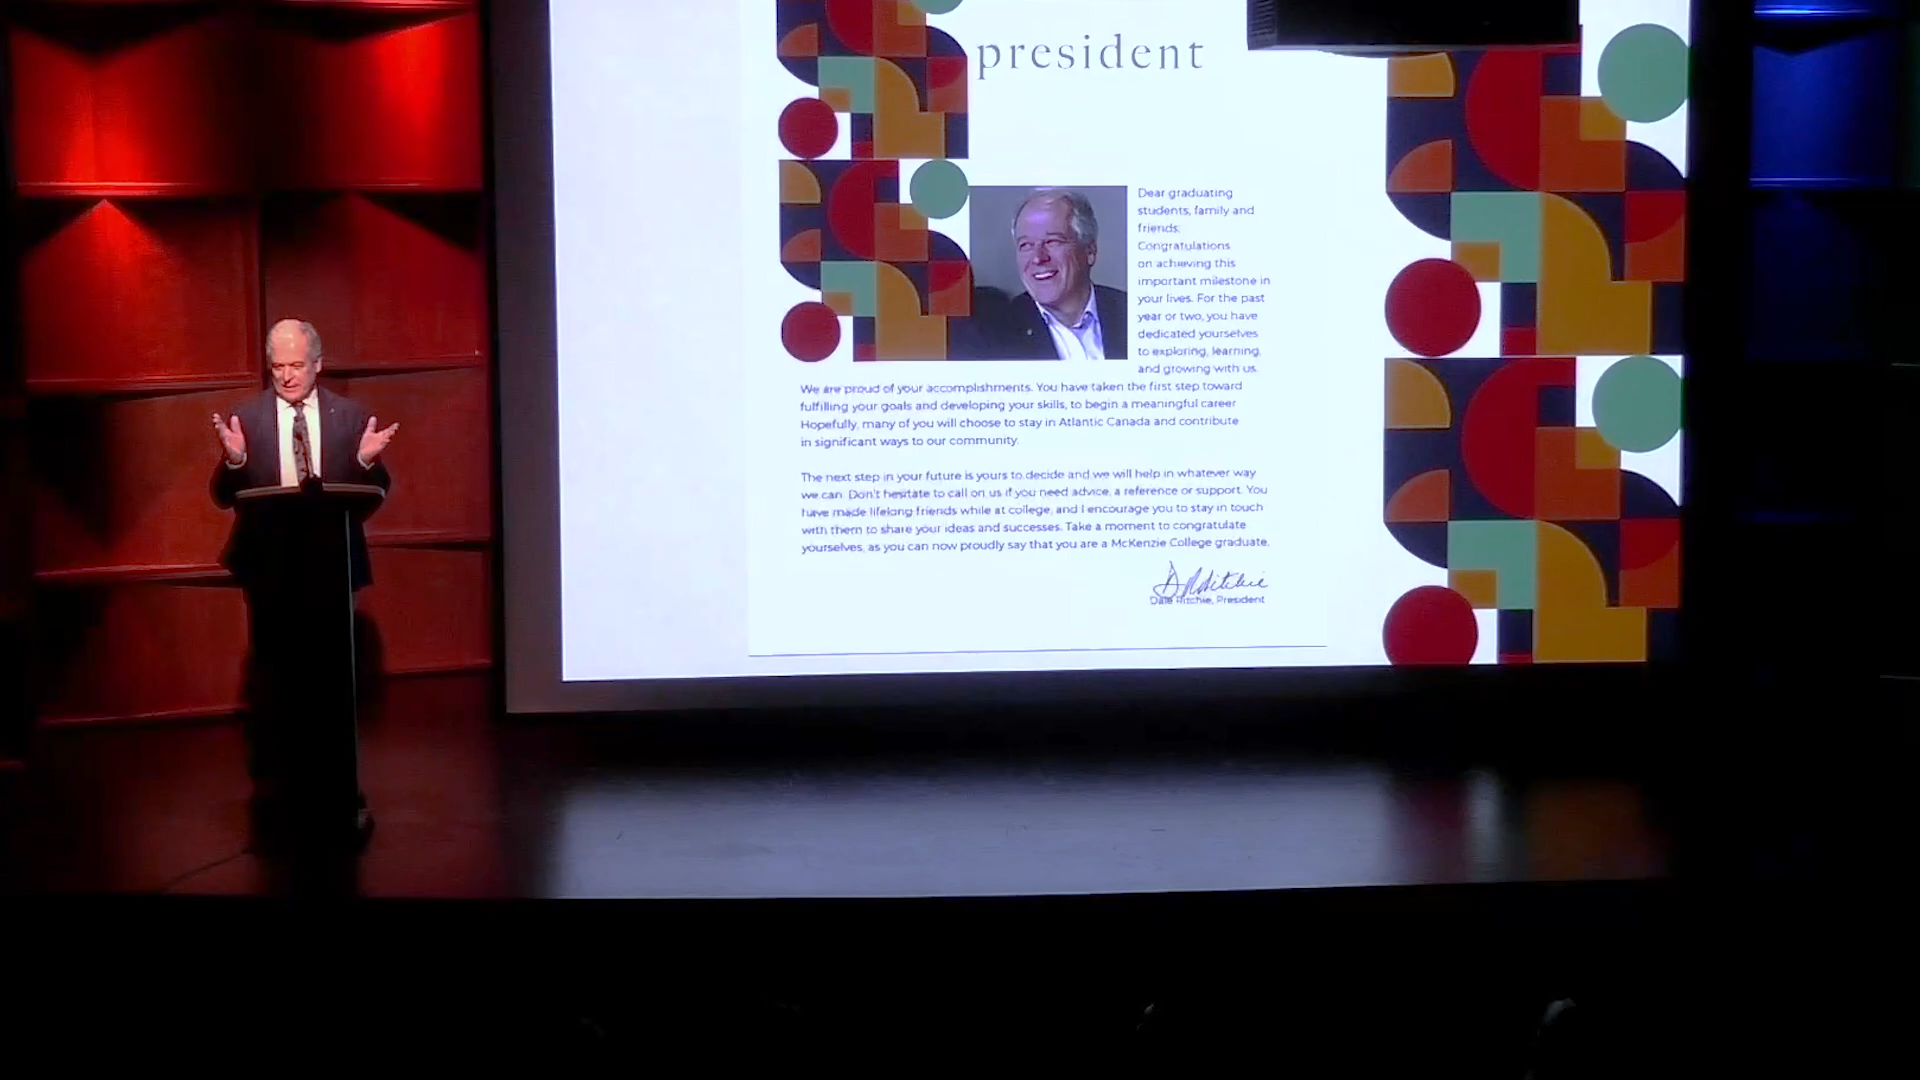 president
Dear graduating
students, family and
friends;
Congratulations
on achieving this
important milestone in
your lives. For the past
year or two, you have
dedicated yourselves
to exploring, learning,
and growing with us.
We are proud of your accomplishments. You have taken the first step toward
fulfilling your goals and developing your skills, to begin a meaningful career
Hopefully, many of you will choose to stay in Atlantic Canada and contribute
in significant ways to our community.
The next step in your future is yours to decide and we will help in whatever way
we can. Don't hesitate to call on us if you need advice, a reference or support. You
have made lifelong friends while at college, and I encourage you to stay in touch
with them to share your ideas and successes. Take a moment to congratulate
yourselves, as you can now proudly say that you are a McKenzie College graduate.
D Ritchie
Dale Ritchie, President